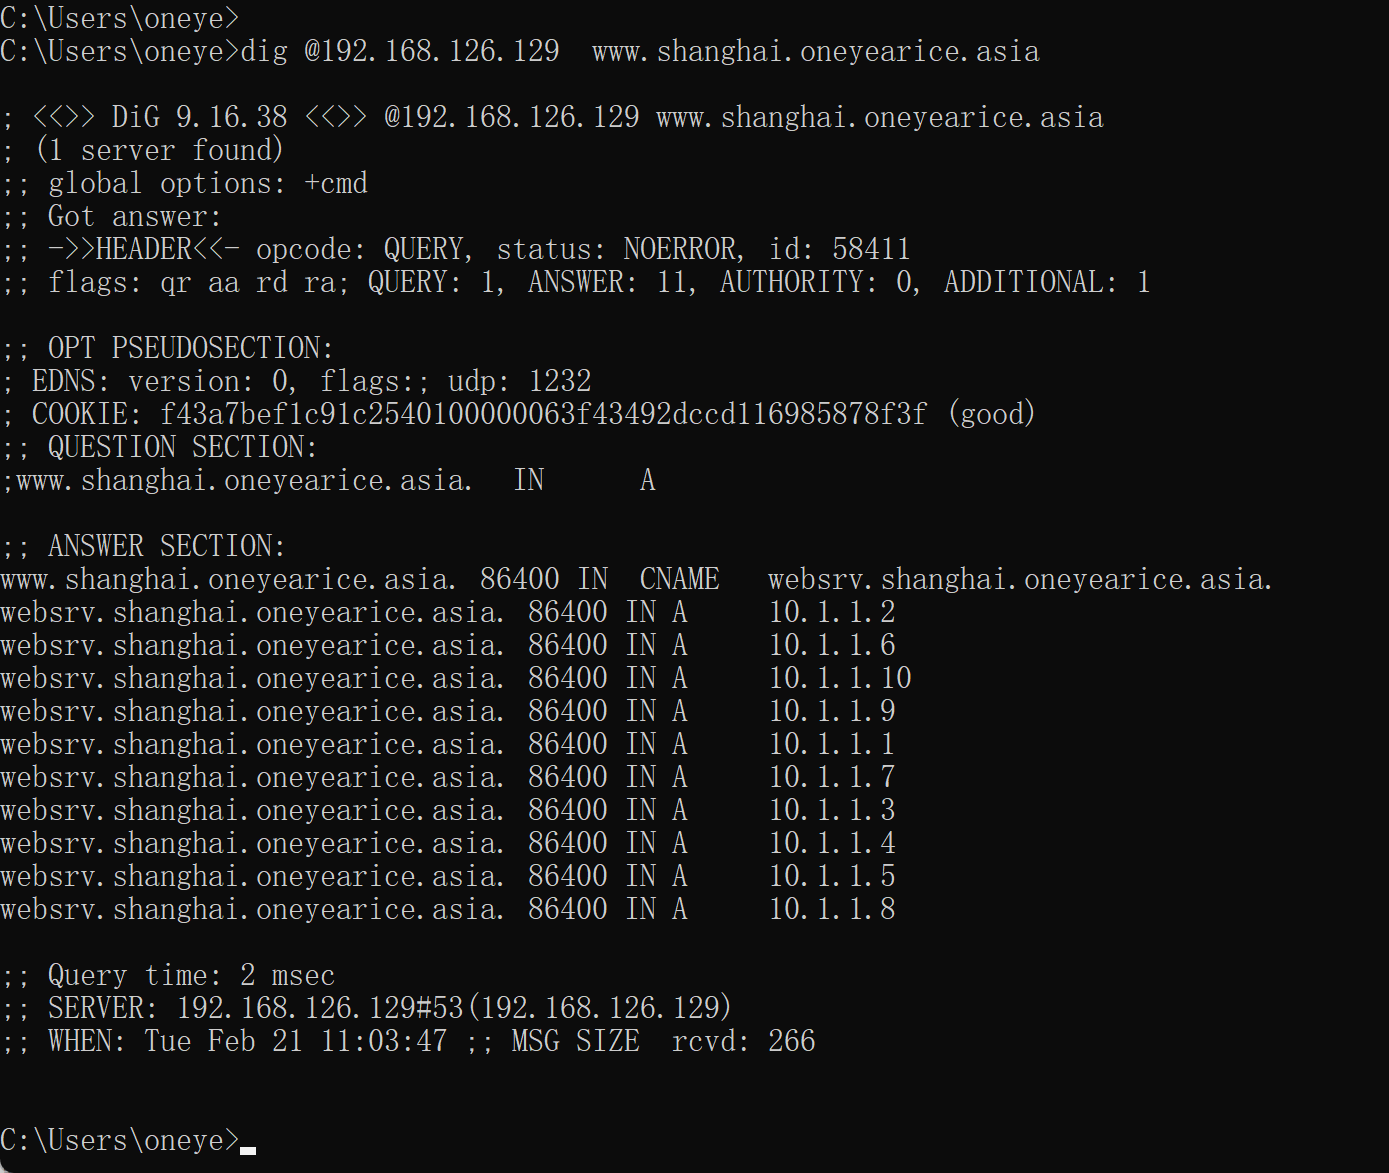 C:\Users\oneye>
C:\Users\oneye>dig @192.168.126.129  www.shanghai.oneyearice.asia
; <<>> DiG 9.16.38 <<>> @192.168.126.129 www.shanghai.oneyearice.asia
; (1 server found)
;; global options: +cmd
;; Got answer:
;; ->>HEADER<<- opcode: QUERY, status: NOERROR, id: 58411
;; flags: qr aa rd ra; QUERY: 1, ANSWER: 11, AUTHORITY: 0, ADDITIONAL: 1
;; OPT PSEUDOSECTION:
; EDNS: version: 0, flags:; udp: 1232
; COOKIE: f43a7bef1c91c2540100000063f43492dccd116985878f3f (good)
;; QUESTION SECTION:
;www.shanghai.oneyearice.asia.  IN      A
;; ANSWER SECTION:
www.shanghai.oneyearice.asia. 86400 IN  CNAME   websrv.shanghai.oneyearice.asia.
websrv.shanghai.oneyearice.asia. 86400 IN A     10.1.1.2
websrv.shanghai.oneyearice.asia. 86400 IN A     10.1.1.6
websrv.shanghai.oneyearice.asia. 86400 IN A     10.1.1.10
websrv.shanghai.oneyearice.asia. 86400 IN A     10.1.1.9
websrv.shanghai.oneyearice.asia. 86400 IN A     10.1.1.1
websrv.shanghai.oneyearice.asia. 86400 IN A     10.1.1.7
websrv.shanghai.oneyearice.asia. 86400 IN A     10.1.1.3
websrv.shanghai.oneyearice.asia. 86400 IN A     10.1.1.4
websrv.shanghai.oneyearice.asia. 86400 IN A     10.1.1.5
websrv.shanghai.oneyearice.asia. 86400 IN A     10.1.1.8
;; Query time: 2 msec
;; SERVER: 192.168.126.129#53(192.168.126.129)
;; WHEN: Tue Feb 21 11:03:47 ;; MSG SIZE  rcvd: 266
C:\Users\oneye>